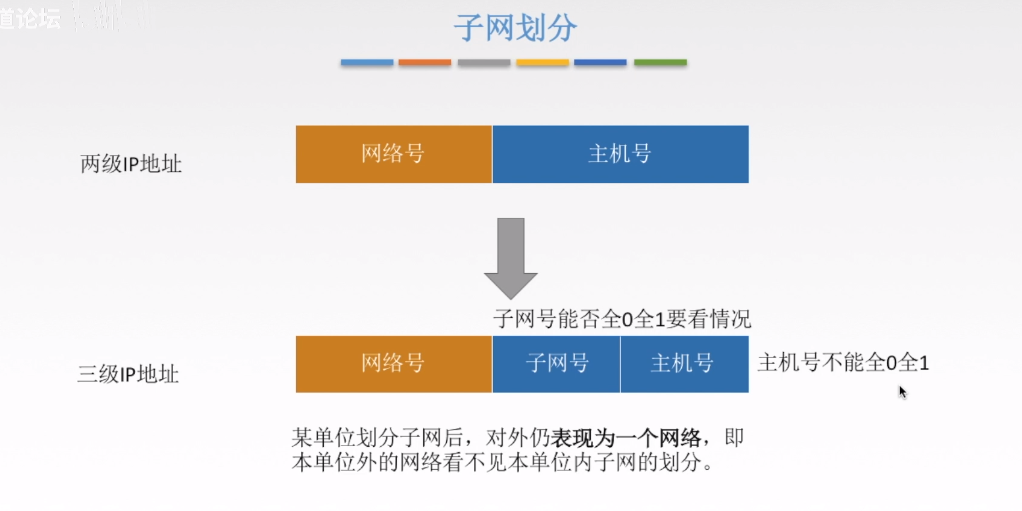 道论坛
子网划分
两级IP地址
网络号
主机号
子网号能否全0全1要看情况
三级IP地址
网络号
子网号
主机号
主机号不能全0全1
某单位划分子网后，对外仍表现为一个网络，即
本单位外的网络看不见本单位内子网的划分。